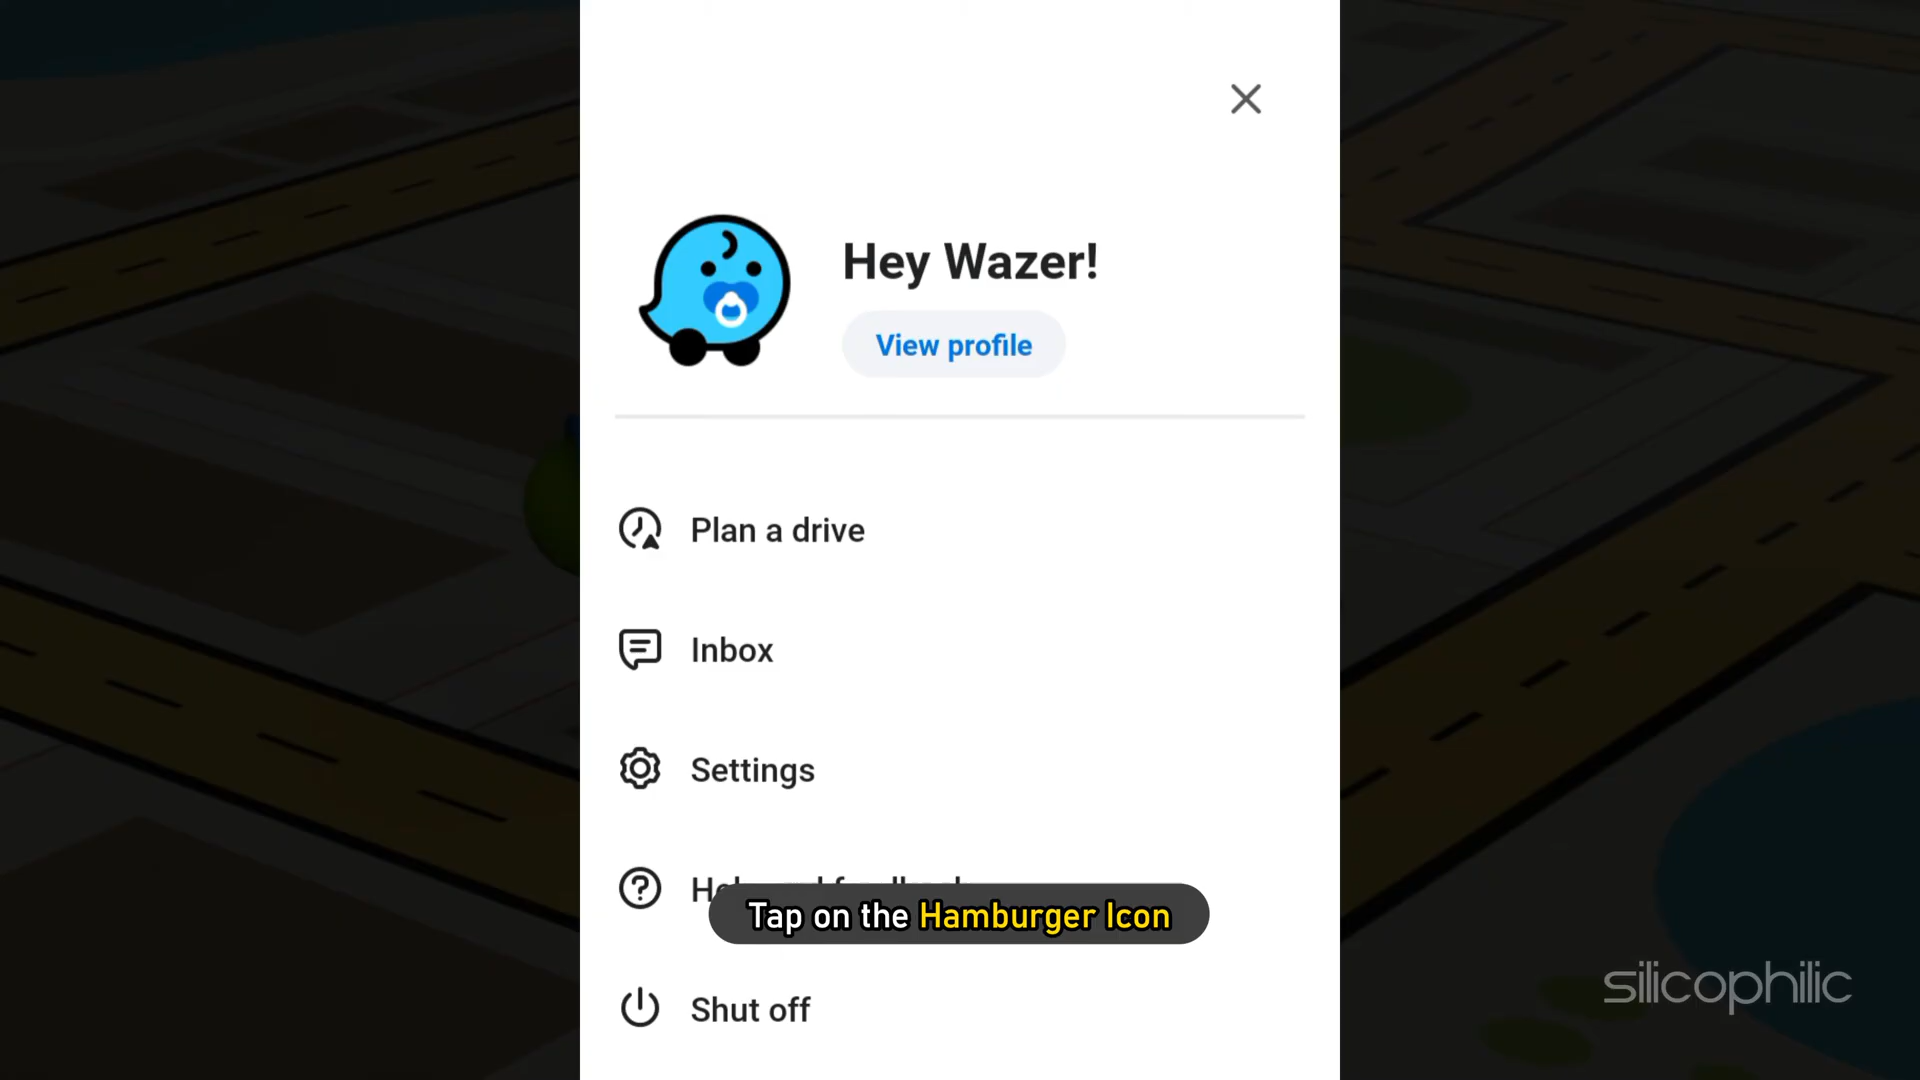 Hey Wazer!
View profile
Plan a drive
Inbox
Settings
Tap on the Hamburger Icon
silicophilic
Shut off